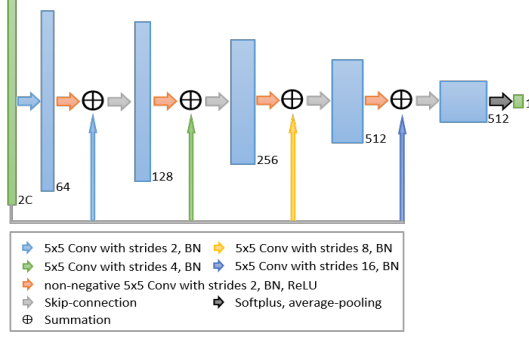 2C
64
128
256
512
512
1
5x5 Conv with strides 2, BN
5x5 Conv with strides 8, BN
5x5 Conv with strides 4, BN
5x5 Conv with strides 16, BN
non-negative 5x5 Conv with strides 2, BN, ReLU
Skip-connection
Softplus, average-pooling
Summation